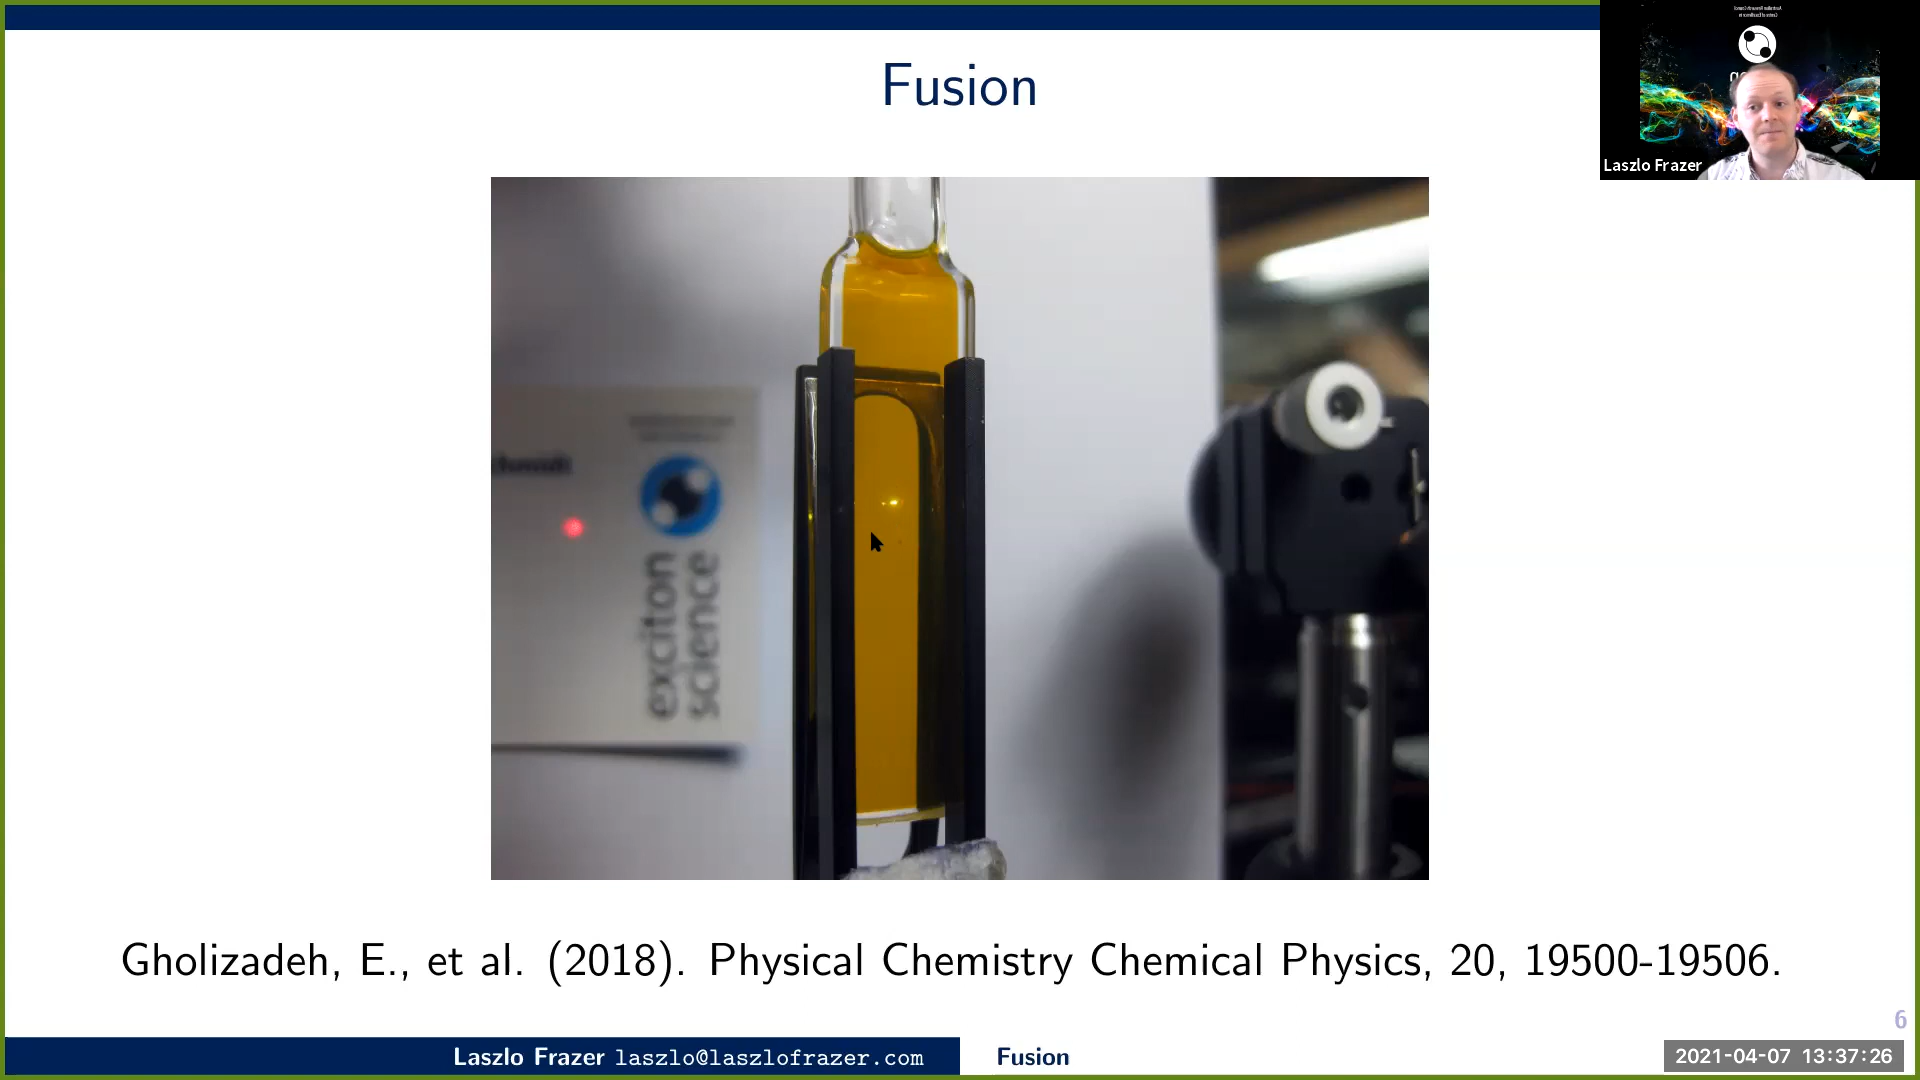 Fusion
Laszlo Frazer
exciton
science
Gholizadeh, E., et al. (2018). Physical Chemistry Chemical Physics, 20, 19500-19506.
6
Laszlo Frazer laszlo@laszlofrazer.com
Fusion
2021-04-07 13:37:26